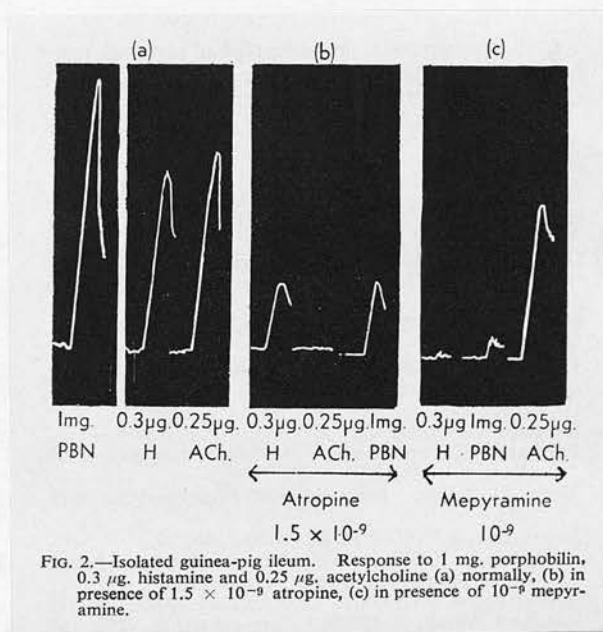 (a) (b) (c)
1mg. 0.3µg. 0.25µg. 0.3µg 0.25µg. 1mg. 0.3µg 1mg. 0.25µg.
PBN H ACh. H ACh. PBN H · PBN ACh.
Atropine Mepyramine
1.5 × 10-9 10-9
FIG. 2.—Isolated guinea-pig ileum. Response to 1 mg. porphobilin,
0.3 µg. histamine and 0.25 µg. acetylcholine (a) normally, (b) in
presence of 1.5 × 10-9 atropine, (c) in presence of 10-9 mepyr-
amine.